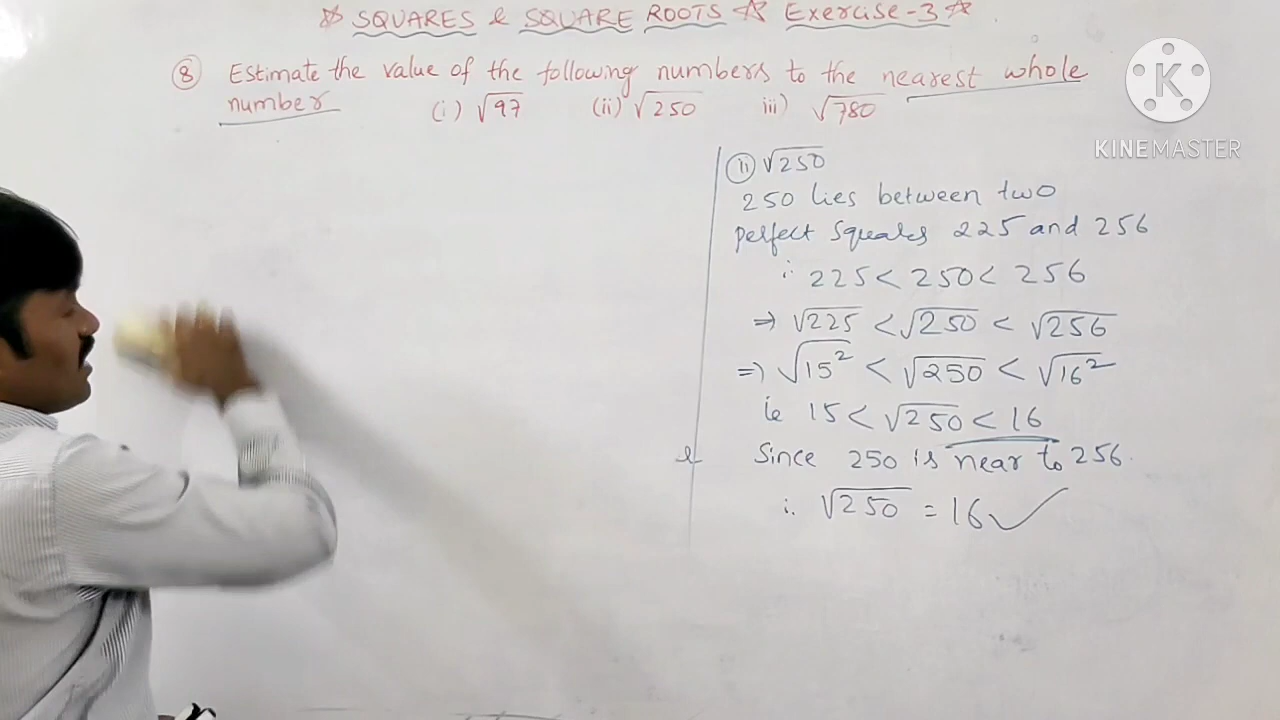 ☆ SQUARES & SQUARE ROOTS ☆ Exercise-3 ☆
⑧ Estimate the value of the following numbers to the nearest whole
number (i) √97 (ii) √250 iii) √780
K
KINEMASTER
ⓘⓘ √250
250 lies between two
perfect squares 225 and 256
∴ 225 < 250 < 256
⇒ √225 < √250 < √256
⇒ √15² < √250 < √16²
ie 15 < √250 < 16
Since 250 is near to 256.
∴ √250 = 16 ✓